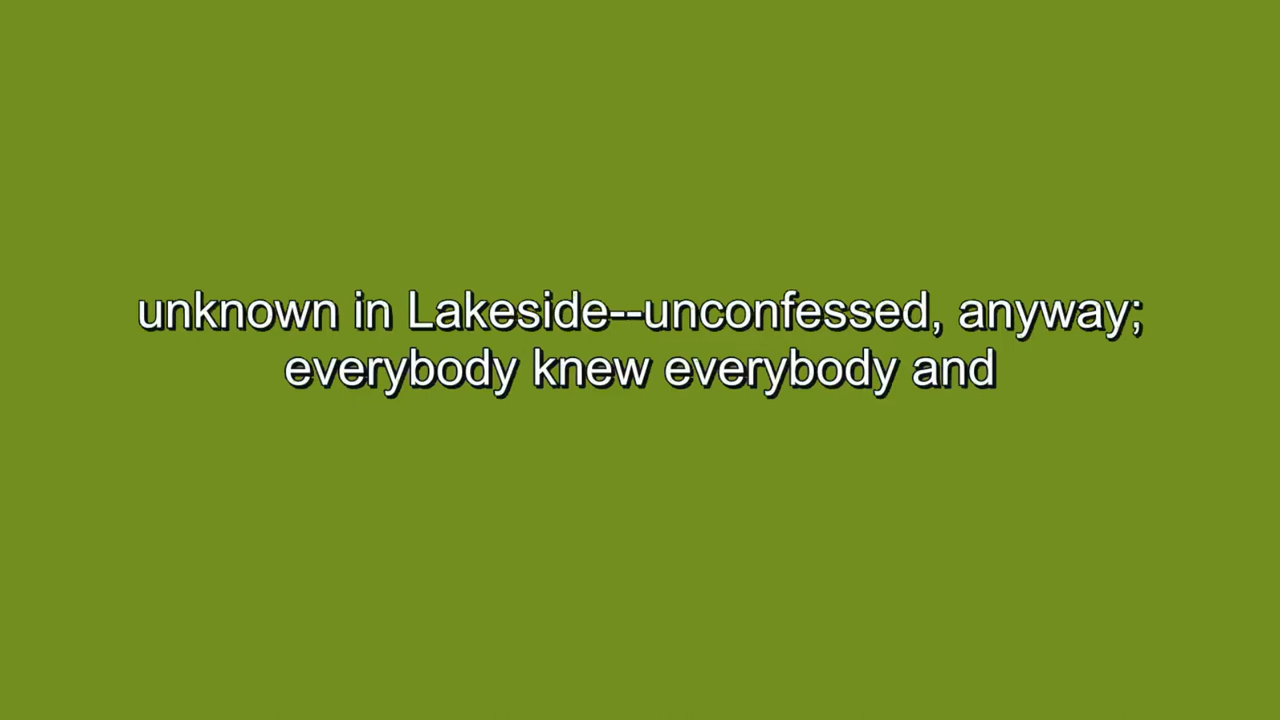 unknown in Lakeside--unconfessed, anyway;
everybody knew everybody and